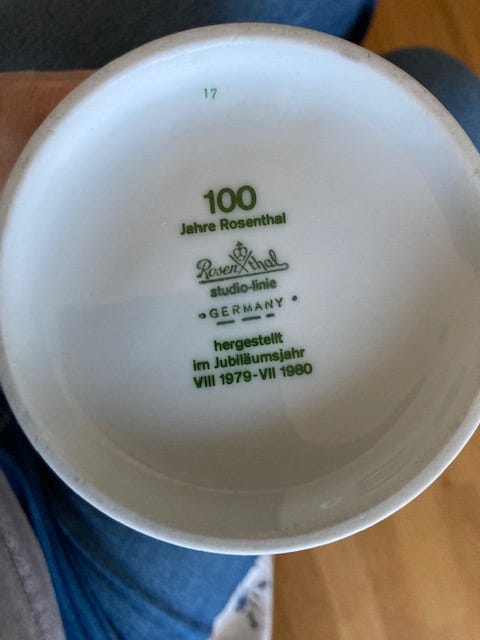 17
100
Jahre Rosenthal
Rosenthal
studio-linie
GERMANY
hergestellt
im Jubiläumsjahr
VIII 1979-VII 1980